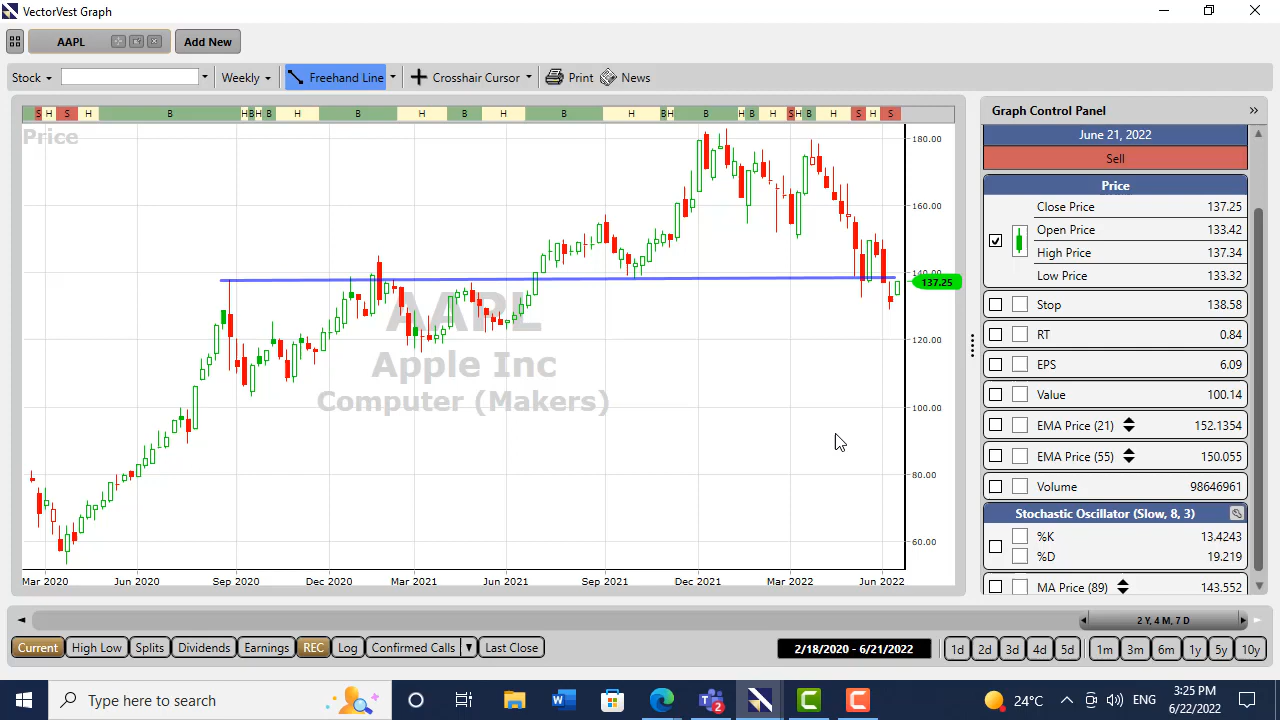 VectorVest Graph
AAPL
Add New
Stock
Weekly
Freehand Line
Crosshair Cursor
Print
News
S H S H B H B H B H B H B H B H B H B H B H S H B H S H S
Price
AAPL
Apple Inc
Computer (Makers)
180.00
160.00
140.00
137.25
120.00
100.00
80.00
60.00
Mar 2020 Jun 2020 Sep 2020 Dec 2020 Mar 2021 Jun 2021 Sep 2021 Dec 2021 Mar 2022 Jun 2022
Graph Control Panel
June 21, 2022
Sell
Price
Close Price 137.25
Open Price 133.42
High Price 137.34
Low Price 133.32
Stop 138.58
RT 0.84
EPS 6.09
Value 100.14
EMA Price (21) 152.1354
EMA Price (55) 150.055
Volume 98646961
Stochastic Oscillator (Slow, 8, 3)
%K 13.4243
%D 19.219
MA Price (89) 143.552
2 Y, 4 M, 7 D
Current High Low Splits Dividends Earnings REC Log Confirmed Calls Last Close
2/18/2020 - 6/21/2022
1d 2d 3d 4d 5d 1m 3m 6m 1y 5y 10y
Type here to search
2
24°C
ENG
3:25 PM
6/22/2022